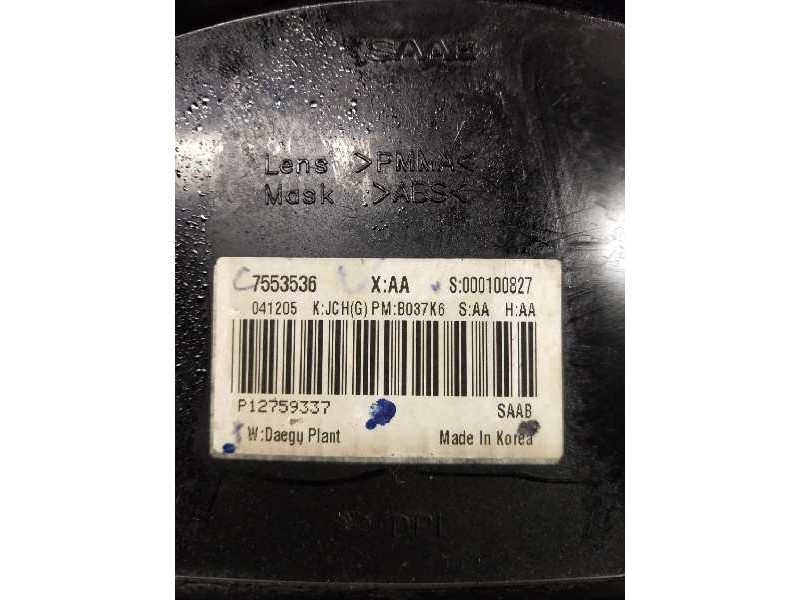 SAAB
Lens >PMMA<
Mask >ABS<
7553536 X:AA S:000100827
041205 K:JCH(G) PM:B037K6 S:AA H:AA
P12759337 SAAB
W:Daegu Plant Made In Korea